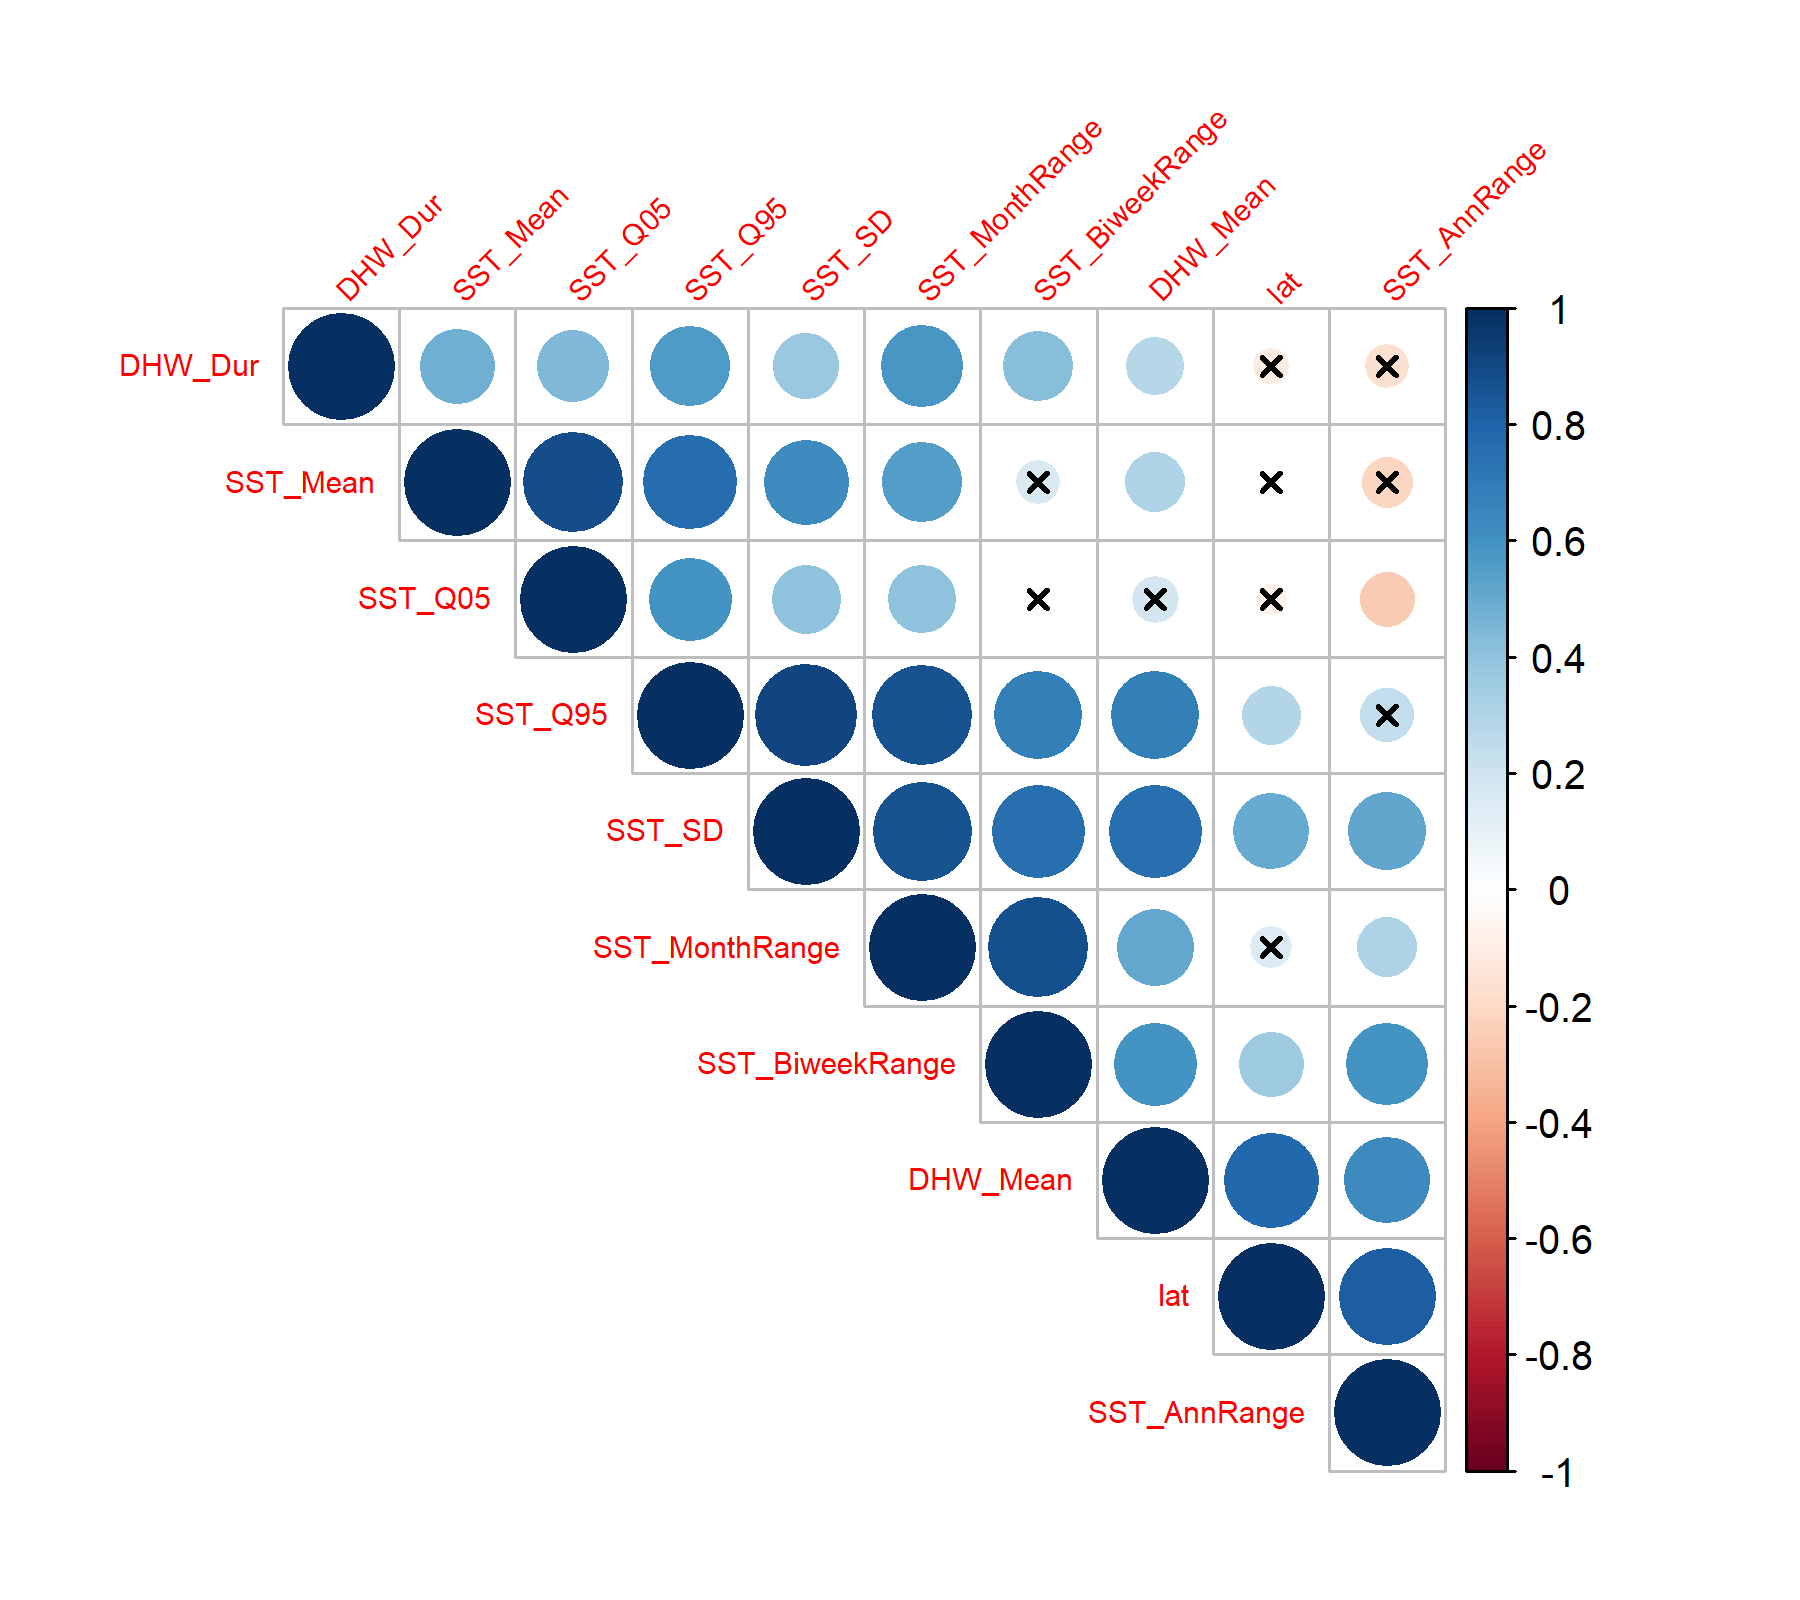 DHW_Dur
SST_Mean
SST_Q05
SST_Q95
SST_SD
SST_MonthRange
SST_BiweekRange
DHW_Mean
lat
SST_AnnRange
DHW_Dur
SST_Mean
SST_Q05
SST_Q95
SST_SD
SST_MonthRange
SST_BiweekRange
DHW_Mean
lat
SST_AnnRange
1
0.8
0.6
0.4
0.2
0
-0.2
-0.4
-0.6
-0.8
-1